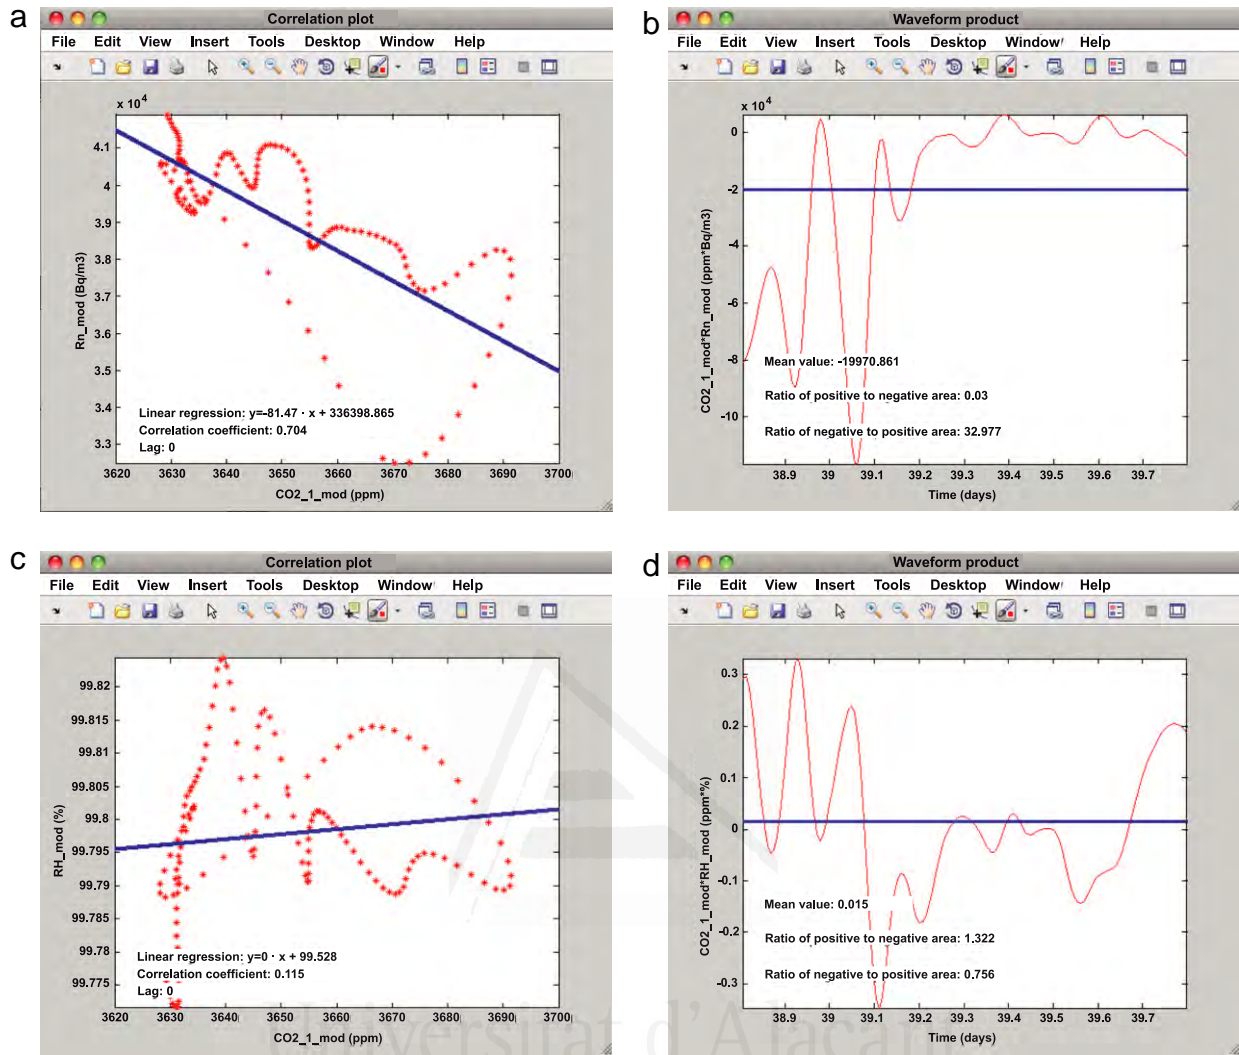 a
Correlation plot
File Edit View Insert Tools Desktop Window Help
x 10⁴
4.1
4
3.9
3.8
3.7
3.6
3.5
3.4
3.3
Rn_mod (Bq/m3)
Linear regression: y=-81.47 · x + 336398.865
Correlation coefficient: 0.704
Lag: 0
3620 3630 3640 3650 3660 3670 3680 3690 3700
CO2_1_mod (ppm)
b
Waveform product
File Edit View Insert Tools Desktop Window Help
x 10⁴
0
-2
-4
-6
-8
-10
CO2_1_mod*Rn_mod (ppm*Bq/m3)
Mean value: -19970.861
Ratio of positive to negative area: 0.03
Ratio of negative to positive area: 32.977
38.9 39 39.1 39.2 39.3 39.4 39.5 39.6 39.7
Time (days)
c
Correlation plot
File Edit View Insert Tools Desktop Window Help
99.82
99.815
99.81
99.805
99.8
99.795
99.79
99.785
99.78
99.775
RH_mod (%)
Linear regression: y=0 · x + 99.528
Correlation coefficient: 0.115
Lag: 0
3620 3630 3640 3650 3660 3670 3680 3690 3700
CO2_1_mod (ppm)
d
Waveform product
File Edit View Insert Tools Desktop Window Help
0.3
0.2
0.1
0
-0.1
-0.2
-0.3
CO2_1_mod*RH_mod (ppm*%)
Mean value: 0.015
Ratio of positive to negative area: 1.322
Ratio of negative to positive area: 0.756
38.9 39 39.1 39.2 39.3 39.4 39.5 39.6 39.7
Time (days)
Universitat d'Alacant